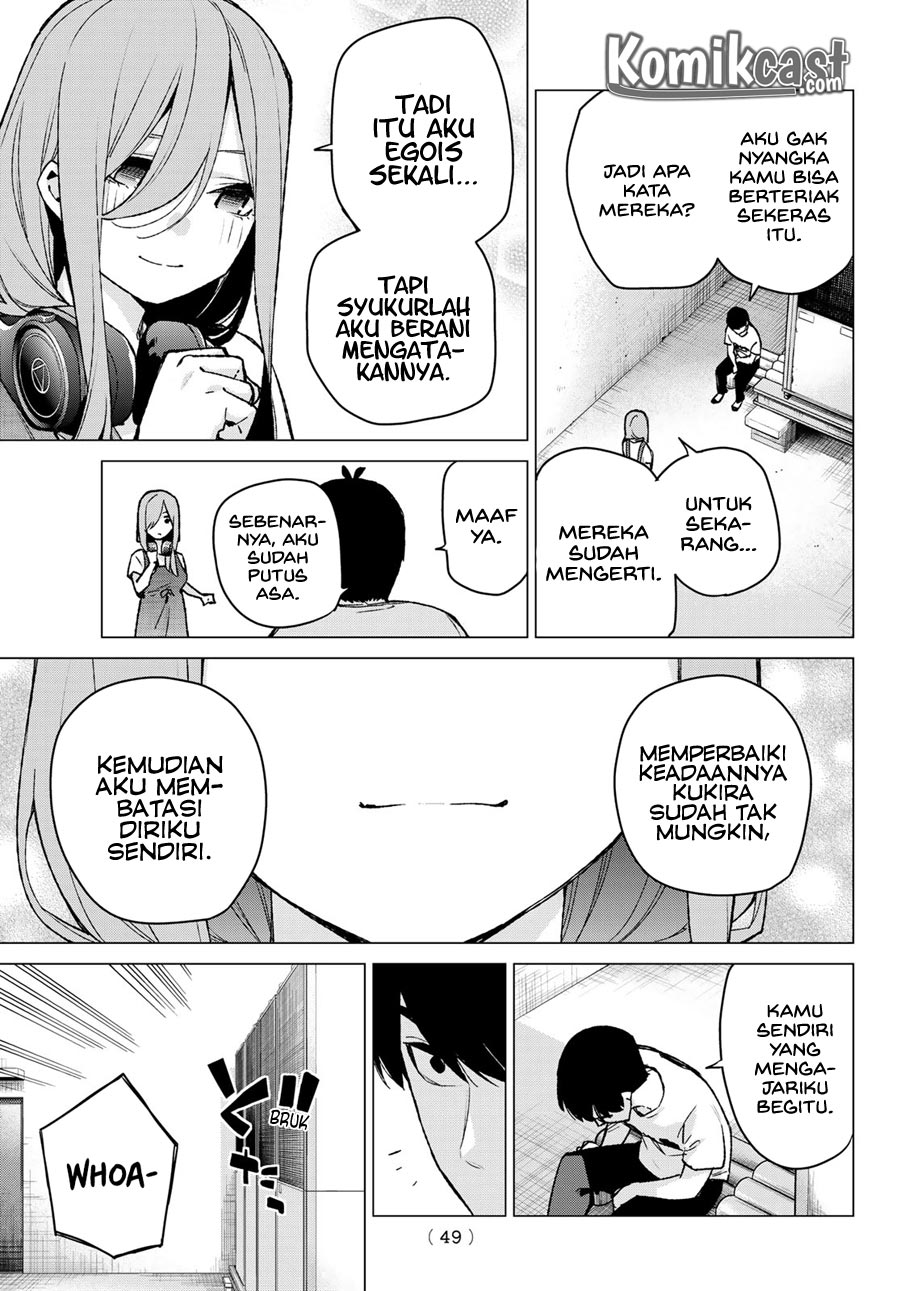 Komikcast
.com
AKU GAK
NYANGKA
KAMU BISA
BERTERIAK
SEKERAS
ITU.
JADI APA
KATA
MEREKA?
UNTUK
SEKA-
RANG...
MEREKA
SUDAH
MENGERTI.
TADI
ITU AKU
EGOIS
SEKALI...
TAPI
SYUKURLAH
AKU BERANI
MENGATA-
KANNYA.
MAAF
YA.
SEBENAR-
NYA, AKU
SUDAH
PUTUS
ASA.
MEMPERBAIKI
KEADAANNYA
KUKIRA
SUDAH TAK
MUNGKIN,
KEMUDIAN
AKU MEM-
BATASI
DIRIKU
SENDIRI.
KAMU
SENDIRI
YANG
MENGA-
JARIKU
BEGITU.
BRUK
WHOA-
( 49 )